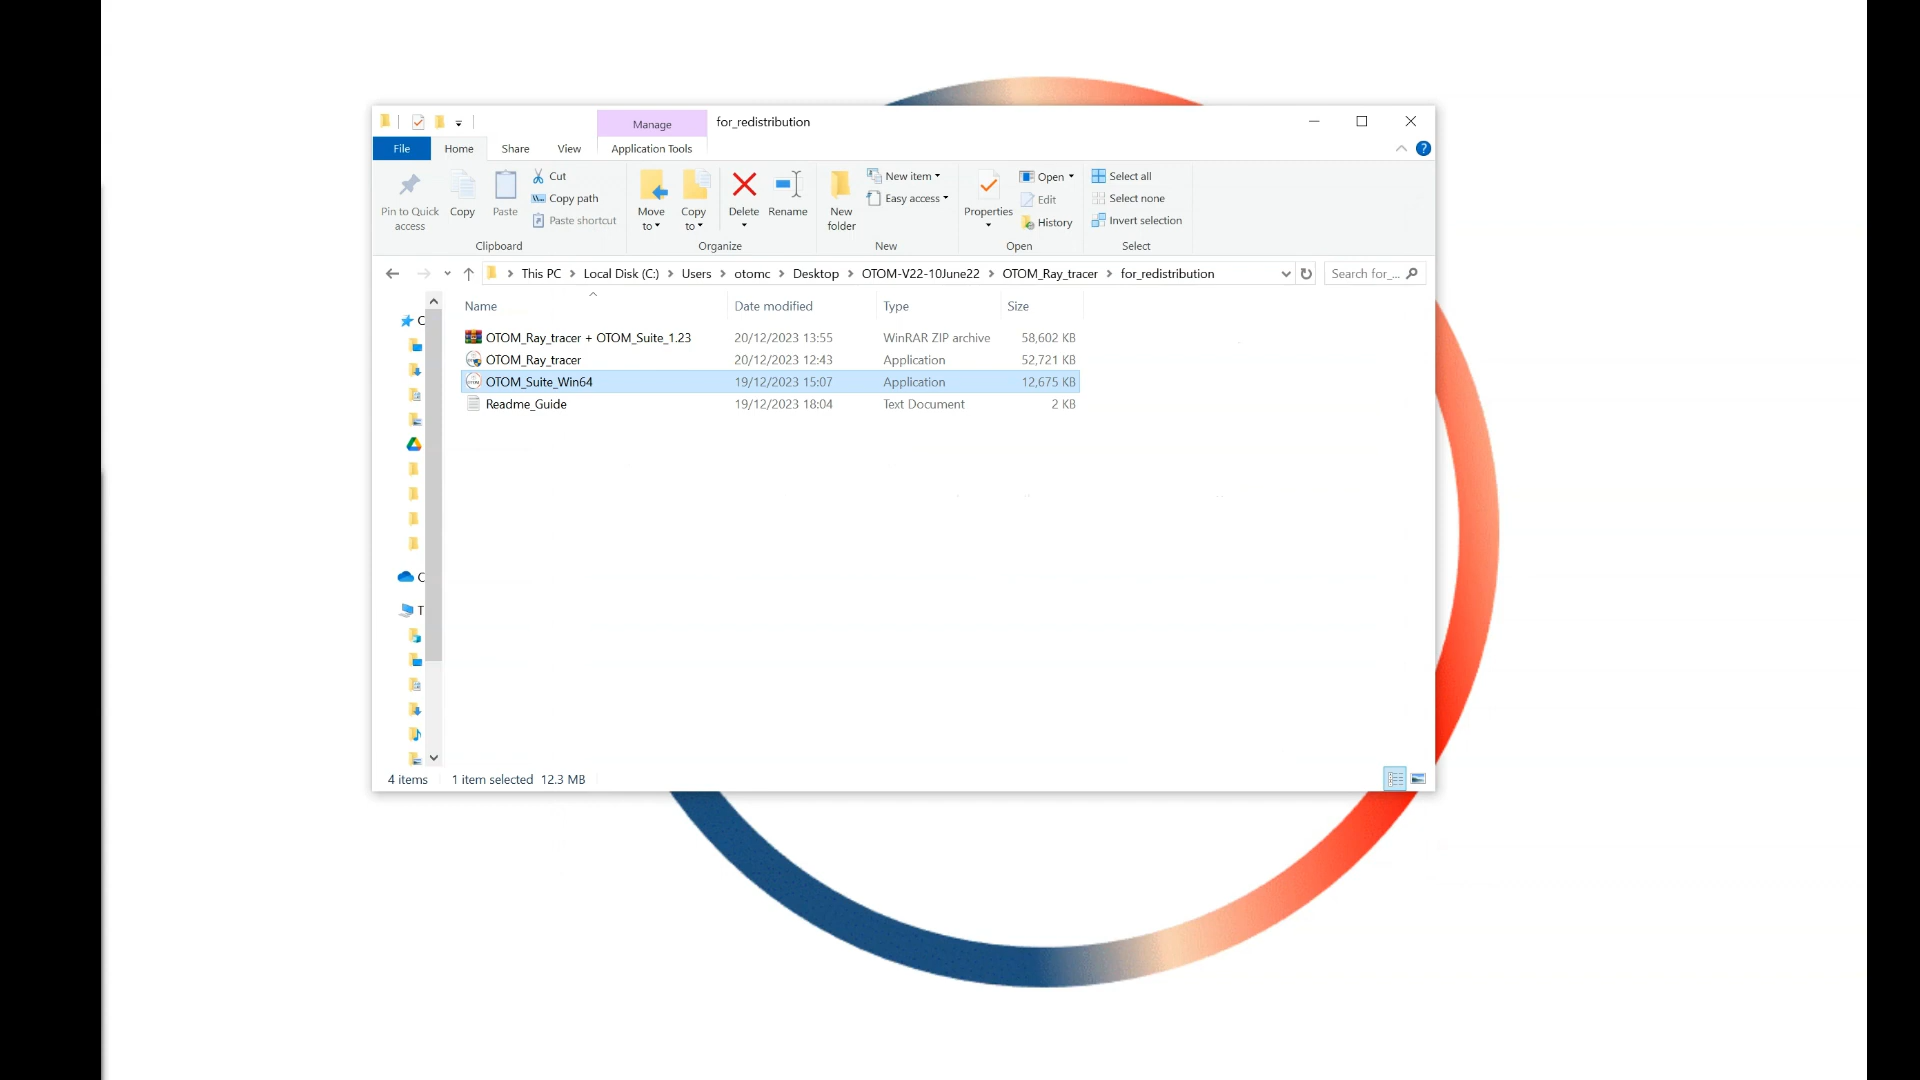 Manage
for_redistribution
File
Home
Share
View
Application Tools
Pin to Quick
access
Copy
Paste
Cut
Copy path
Paste shortcut
Clipboard
Move
to
Copy
to
Delete
Rename
Organize
New
folder
New item
Easy access
New
Properties
Open
Edit
History
Open
Select all
Select none
Invert selection
Select
This PC > Local Disk (C:) > Users > otomc > Desktop > OTOM-V22-10June22 > OTOM_Ray_tracer > for_redistribution
Search for_...
Name Date modified Type Size
OTOM_Ray_tracer + OTOM_Suite_1.23 20/12/2023 13:55 WinRAR ZIP archive 58,602 KB
OTOM_Ray_tracer 20/12/2023 12:43 Application 52,721 KB
OTOM_Suite_Win64 19/12/2023 15:07 Application 12,675 KB
Readme_Guide 19/12/2023 18:04 Text Document 2 KB
4 items 1 item selected 12.3 MB